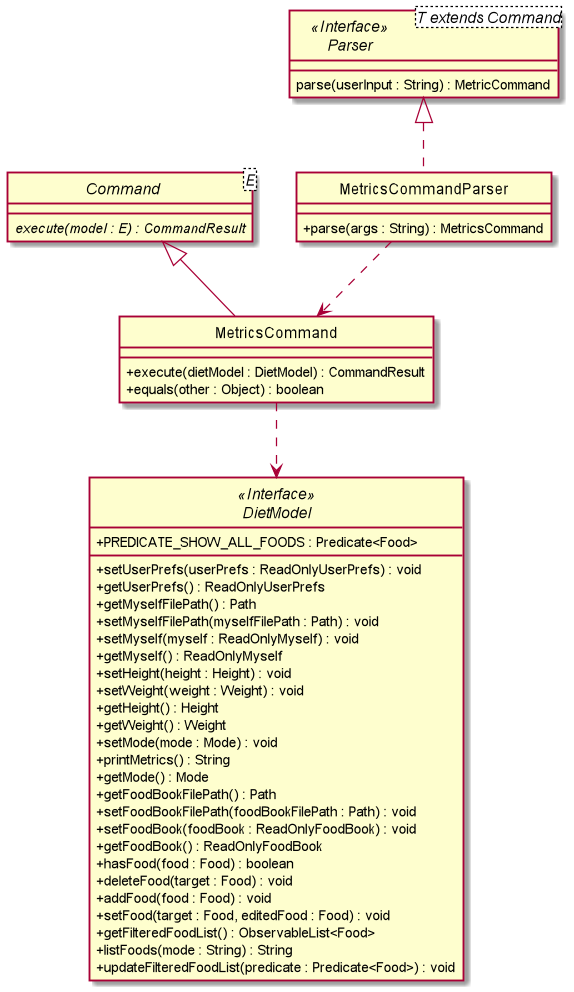 «Interface»
Parser
T extends Command
parse(userInput : String) : MetricCommand
Command
E
execute(model : E) : CommandResult
MetricsCommandParser
+parse(args : String) : MetricsCommand
MetricsCommand
+execute(dietModel : DietModel) : CommandResult
+equals(other : Object) : boolean
«Interface»
DietModel
+PREDICATE_SHOW_ALL_FOODS : Predicate<Food>
+setUserPrefs(userPrefs : ReadOnlyUserPrefs) : void
+getUserPrefs() : ReadOnlyUserPrefs
+getMyselfFilePath() : Path
+setMyselfFilePath(myselfFilePath : Path) : void
+setMyself(myself : ReadOnlyMyself) : void
+getMyself() : ReadOnlyMyself
+setHeight(height : Height) : void
+setWeight(weight : Weight) : void
+getHeight() : Height
+getWeight() : Weight
+setMode(mode : Mode) : void
+printMetrics() : String
+getMode() : Mode
+getFoodBookFilePath() : Path
+setFoodBookFilePath(foodBookFilePath : Path) : void
+setFoodBook(foodBook : ReadOnlyFoodBook) : void
+getFoodBook() : ReadOnlyFoodBook
+hasFood(food : Food) : boolean
+deleteFood(target : Food) : void
+addFood(food : Food) : void
+setFood(target : Food, editedFood : Food) : void
+getFilteredFoodList() : ObservableList<Food>
+listFoods(mode : String) : String
+updateFilteredFoodList(predicate : Predicate<Food>) : void